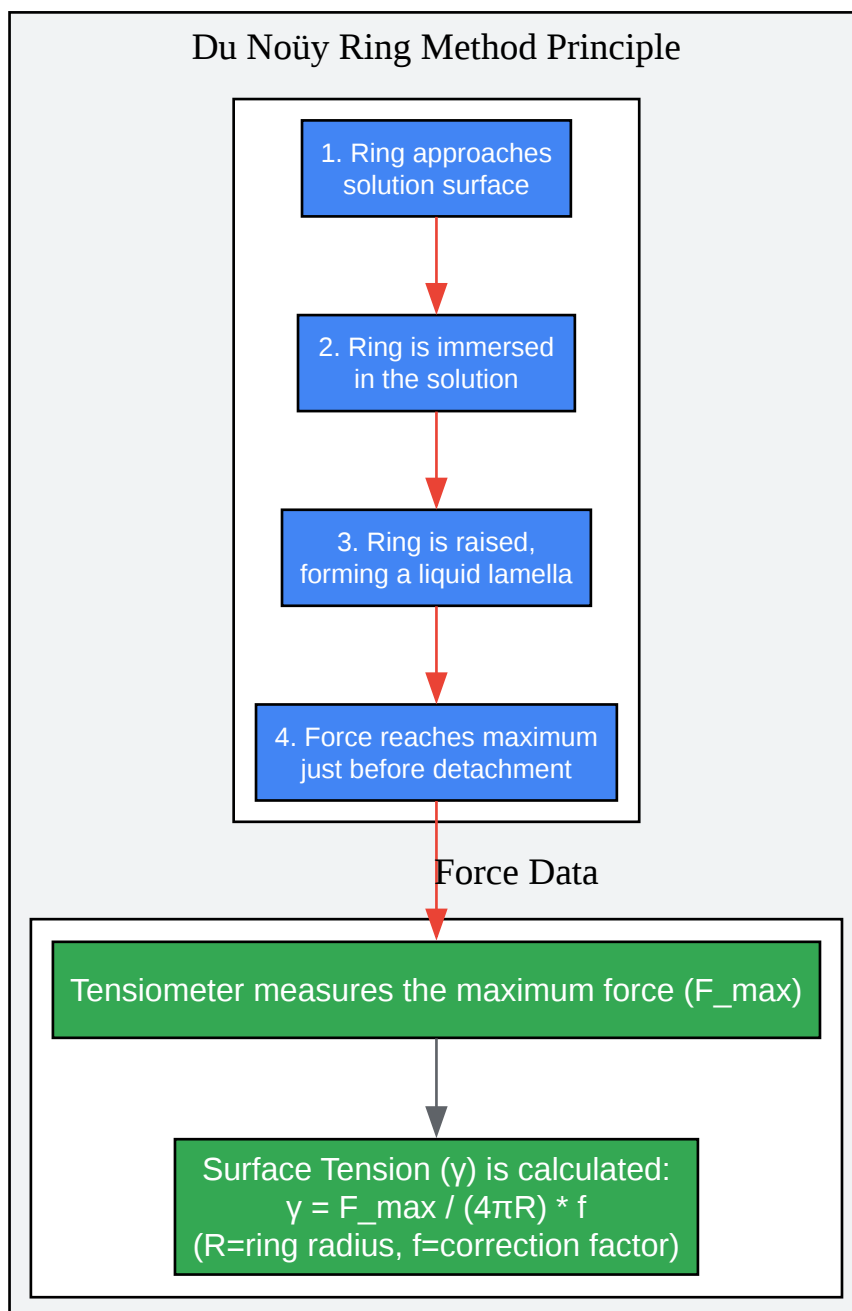 Du Noüy Ring Method Principle
1. Ring approaches
solution surface
2. Ring is immersed
in the solution
3. Ring is raised,
forming a liquid lamella
4. Force reaches maximum
just before detachment
Force Data
Tensiometer measures the maximum force (F_max)
Surface Tension (γ) is calculated:
γ = F_max / (4πR) * f
(R=ring radius, f=correction factor)